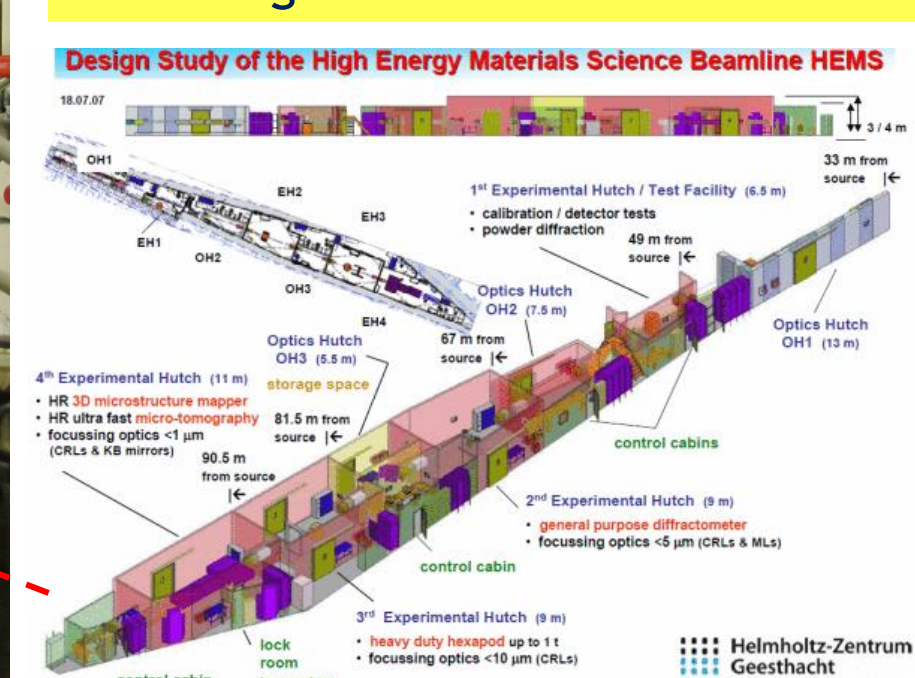 Design Study of the High Energy Materials Science Beamline HEMS
18.07.07
3 / 4 m
33 m from
source |←
OH1
EH2
EH3
EH1
OH2
OH3
EH4
1st Experimental Hutch / Test Facility (6.5 m)
• calibration / detector tests
• powder diffraction
49 m from
source |←
Optics Hutch
OH2 (7.5 m)
Optics Hutch
OH1 (13 m)
67 m from
source |←
Optics Hutch
OH3 (5.5 m)
storage space
4th Experimental Hutch (11 m)
• HR 3D microstructure mapper
• HR ultra fast micro-tomography
• focussing optics <1 µm
(CRLs & KB mirrors)
81.5 m from
source |←
90.5 m
from source
|←
control cabins
2nd Experimental Hutch (9 m)
• general purpose diffractometer
• focussing optics <5 µm (CRLs & MLs)
control cabin
3rd Experimental Hutch (9 m)
• heavy duty hexapod up to 1 t
• focussing optics <10 µm (CRLs)
lock
room
control cabin
Helmholtz-Zentrum
Geesthacht